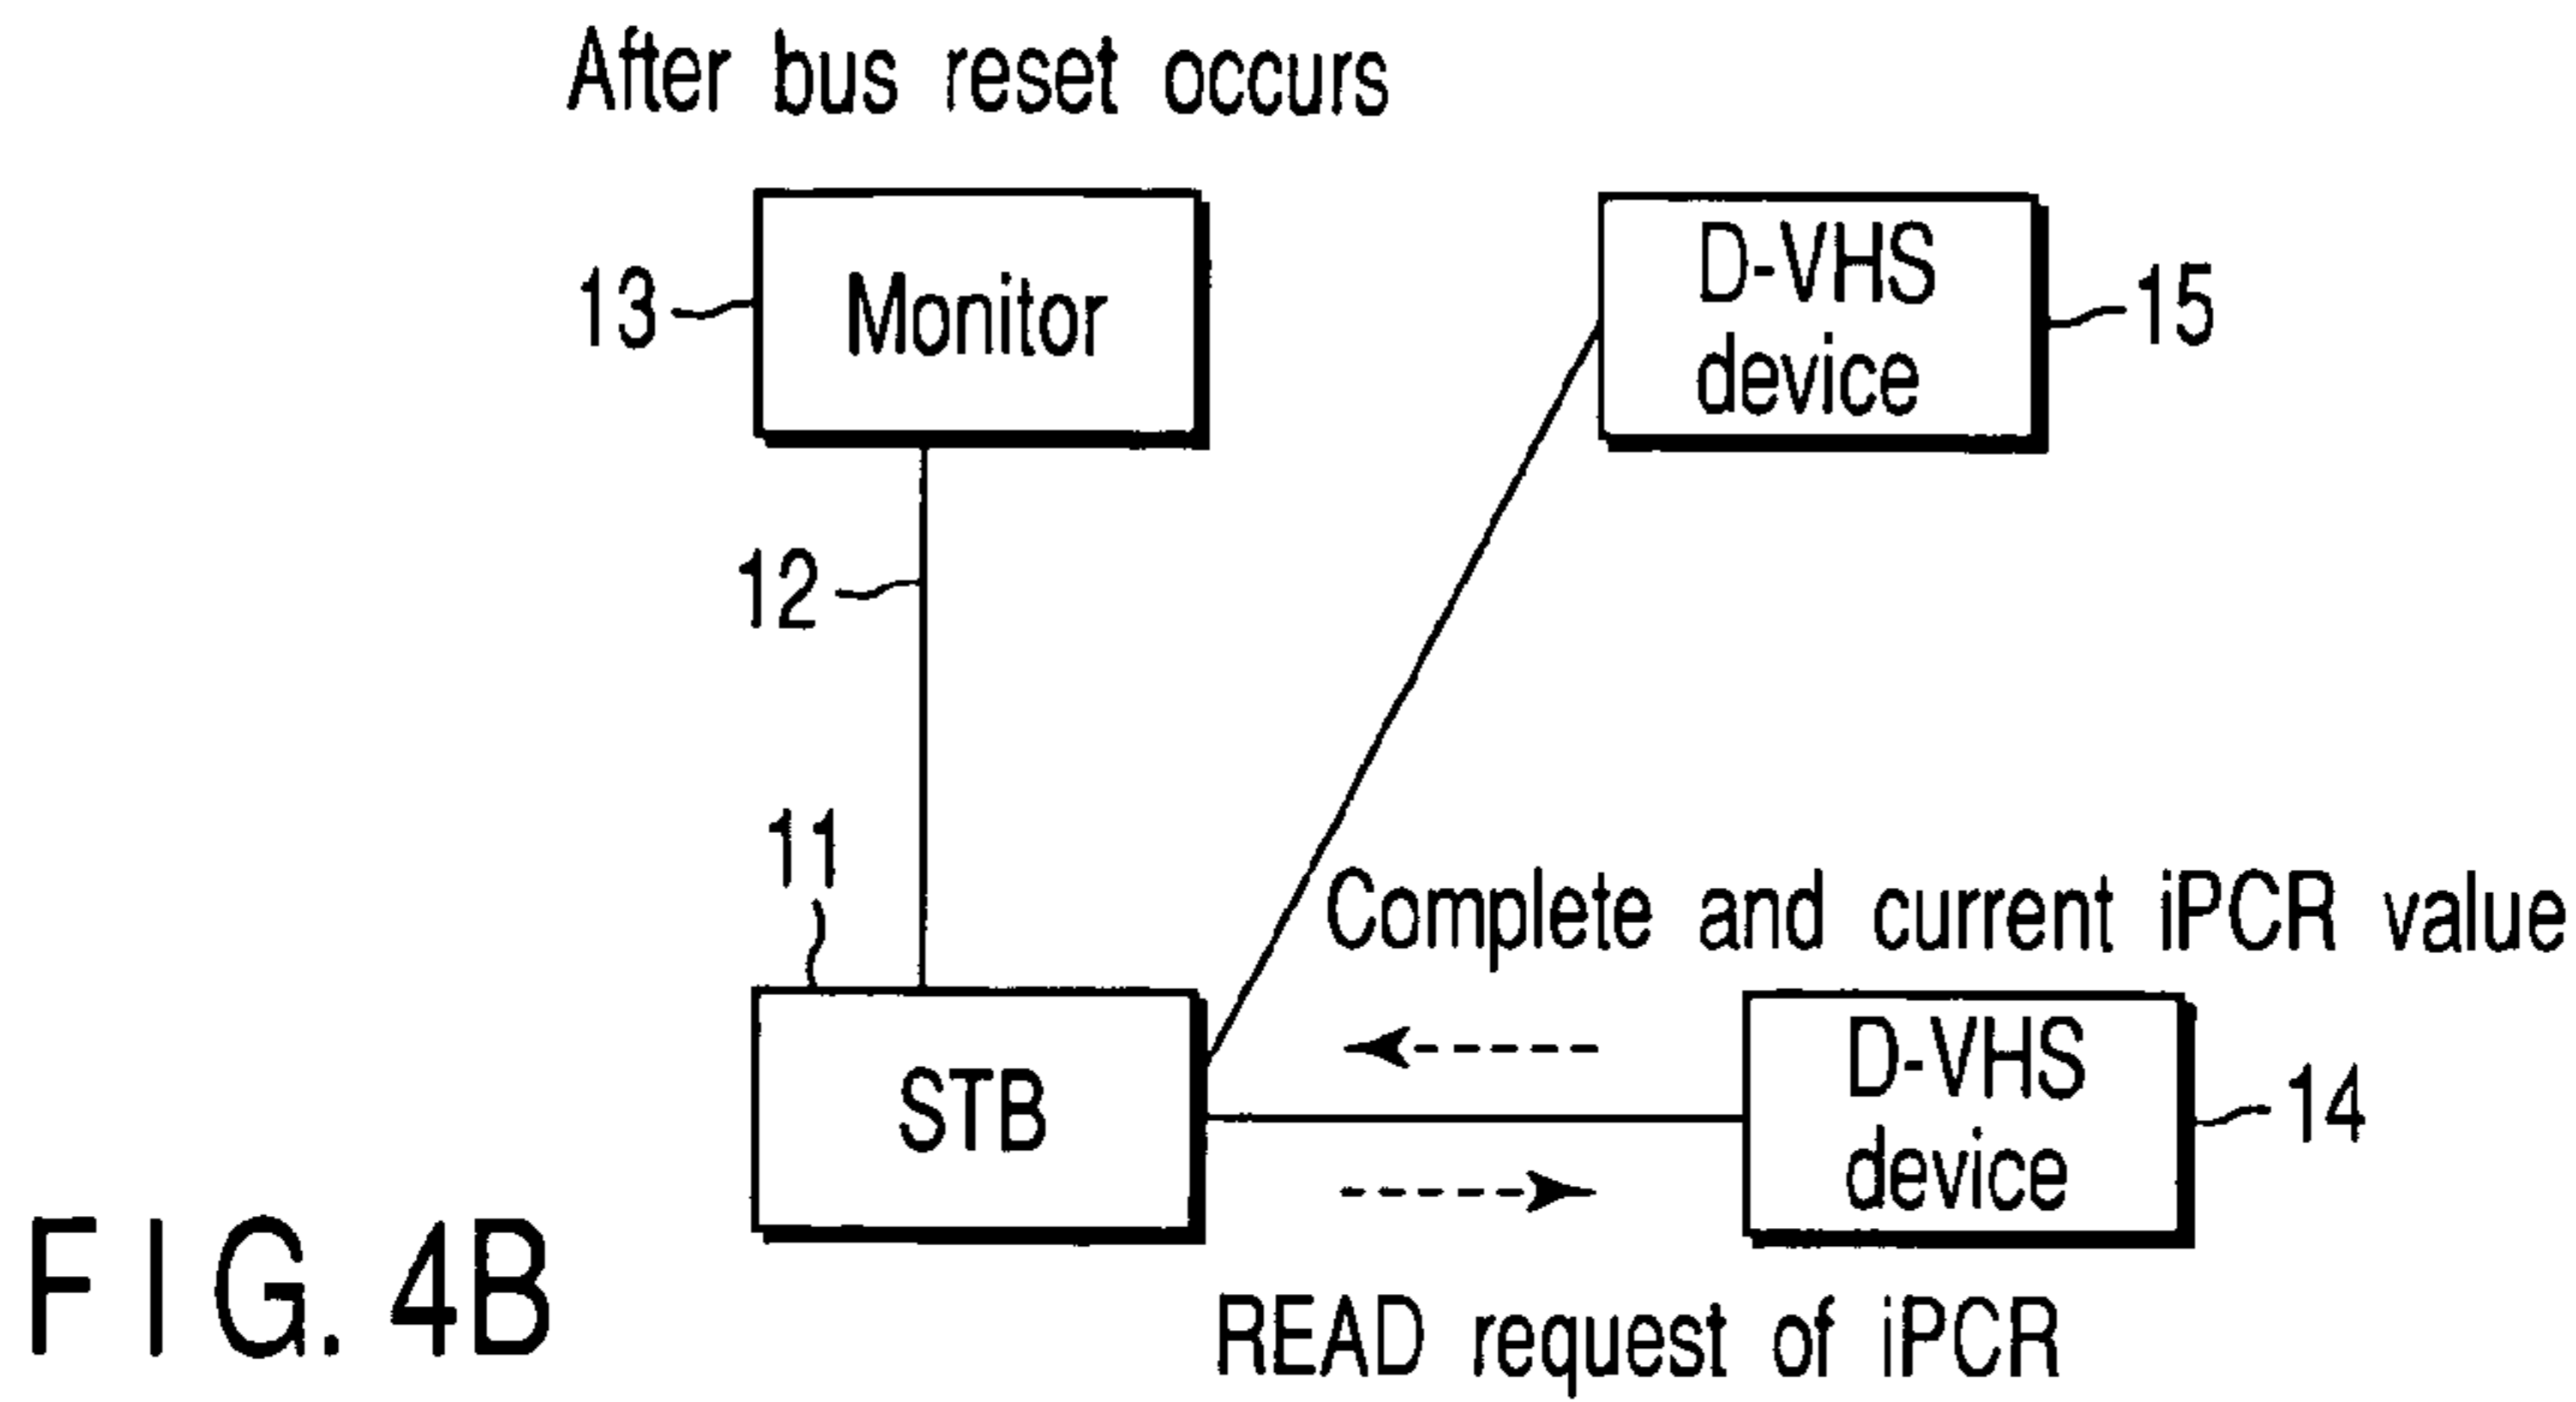 After bus reset occurs
13
Monitor
D-VHS
device
15
12
11
Complete and current iPCR value
STB
D-VHS
device
14
READ request of iPCR
FIG. 4B